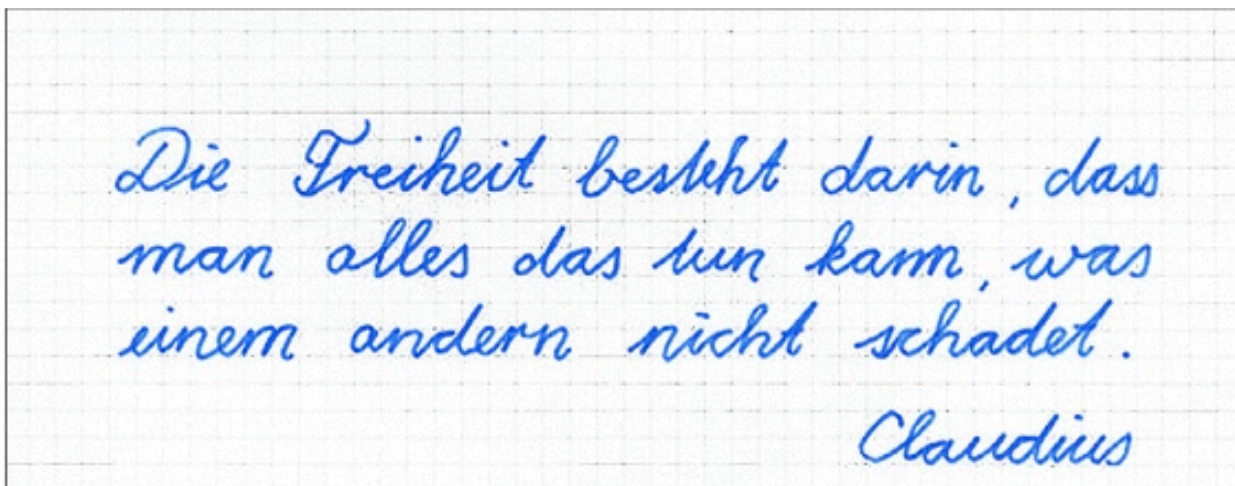 Die Freiheit besteht darin, dass
man alles das tun kann, was
einem andern nicht schadet.
Claudius